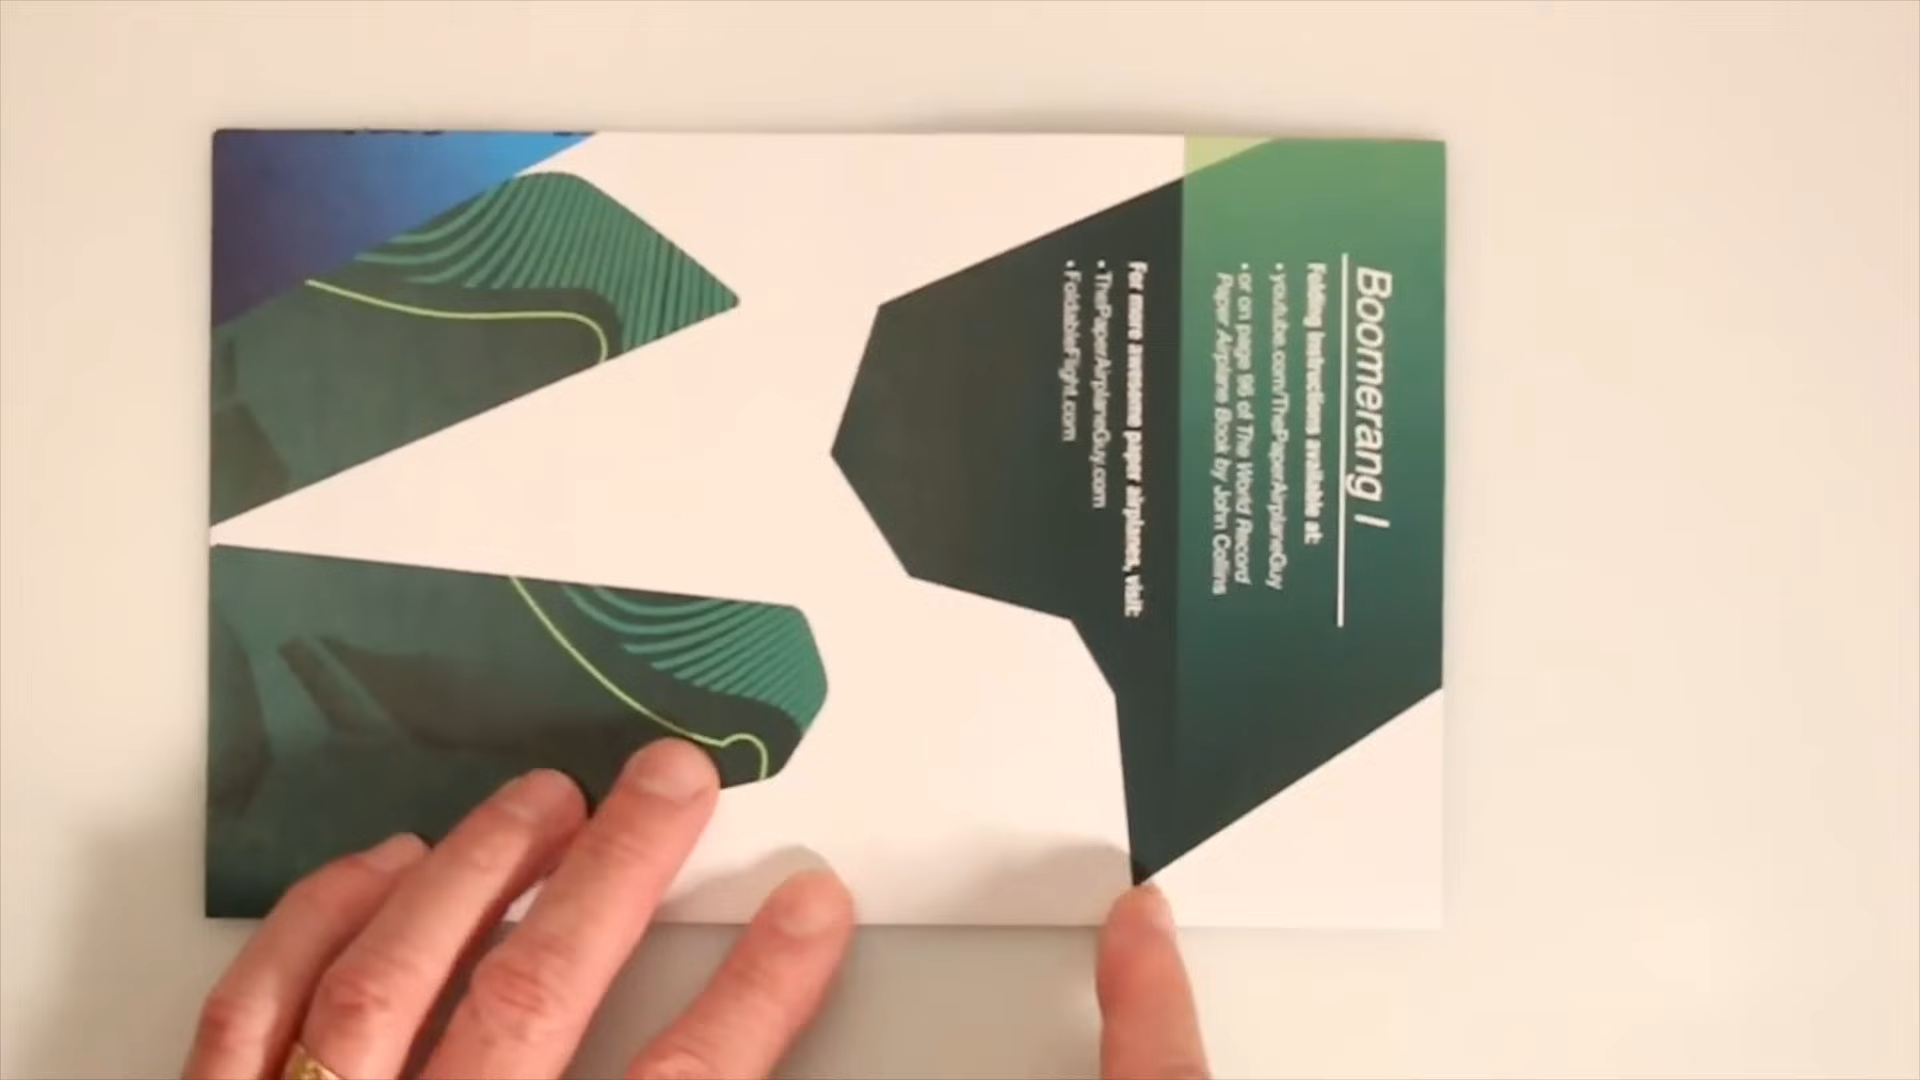 Boomerang I
Folding instructions available at:
• youtube.com/ThePaperAirplaneGuy
• or on page 96 of The World Record
Paper Airplane Book by John Collins
For more awesome paper airplanes, visit:
• ThePaperAirplaneGuy.com
• FoldableFlight.com